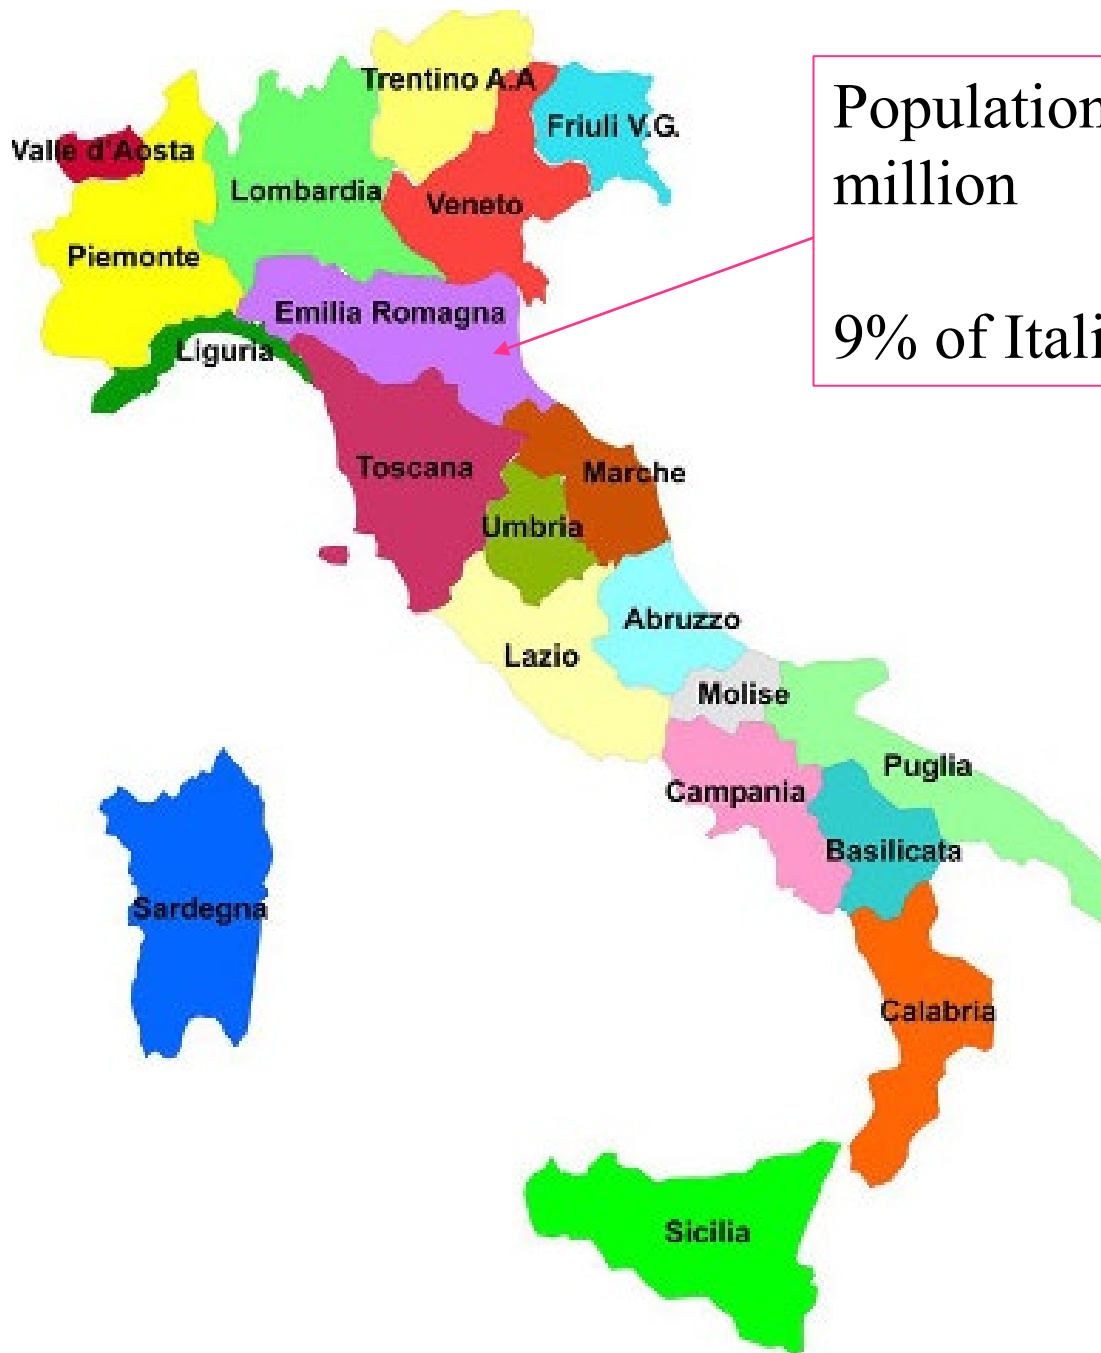 Trentino A.A
Friuli V.G.
Valle d'Aosta
Lombardia
Veneto
Piemonte
Emilia Romagna
Liguria
Toscana
Marche
Umbria
Abruzzo
Lazio
Molise
Puglia
Campania
Basilicata
Sardegna
Calabria
Sicilia
Population
million
9% of Itali